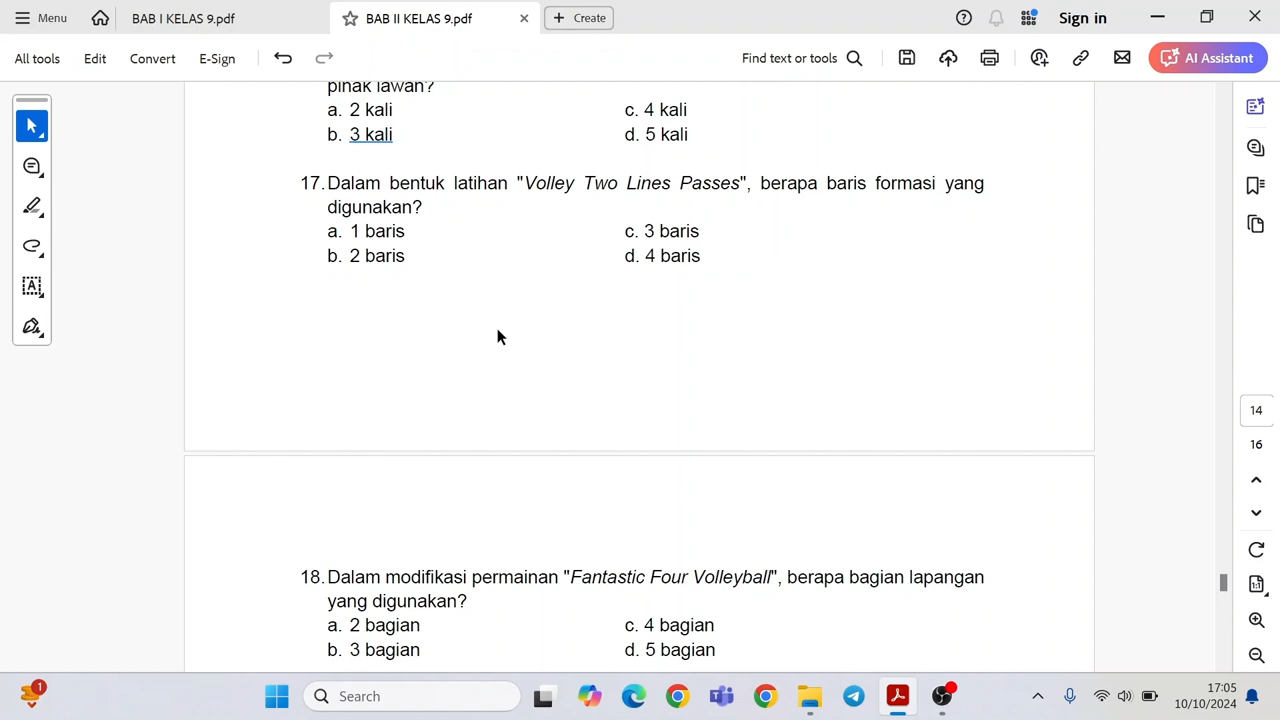 Menu
BAB I KELAS 9.pdf
BAB II KELAS 9.pdf
Create
Sign in
All tools
Edit
Convert
E-Sign
Find text or tools
AI Assistant
pihak lawan?
a. 2 kali
c. 4 kali
b. 3 kali
d. 5 kali
17. Dalam bentuk latihan "Volley Two Lines Passes", berapa baris formasi yang
digunakan?
a. 1 baris
c. 3 baris
b. 2 baris
d. 4 baris
18. Dalam modifikasi permainan "Fantastic Four Volleyball", berapa bagian lapangan
yang digunakan?
a. 2 bagian
c. 4 bagian
b. 3 bagian
d. 5 bagian
14
16
1:1
1
Search
17:05
10/10/2024